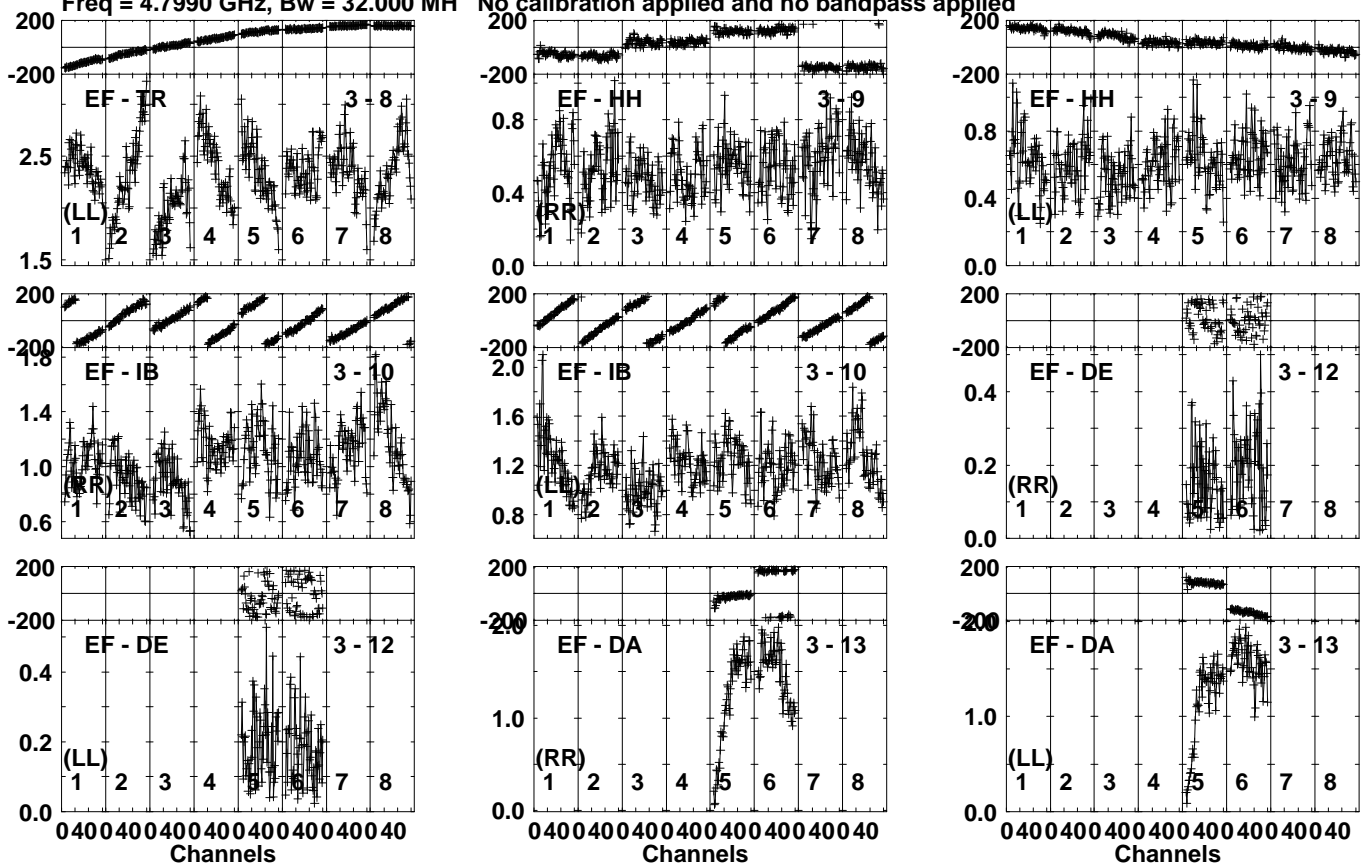 Freq = 4.7990 GHz, Bw = 32.000 MH No calibration applied and no bandpass applied
200
-200
EF - TR 3 - 8
2.5
(LL)
1 2 3 4 5 6 7 8
1.5
200
-200
EF - HH 3 - 9
0.8
0.4
(RR)
1 2 3 4 5 6 7 8
0.0
200
-200
EF - HH 3 - 9
0.8
0.4
(LL)
1 2 3 4 5 6 7 8
0.0
200
-200
1.8
EF - IB 3 - 10
1.4
1.0
(RR)
1 2 3 4 5 6 7 8
0.6
200
-200
2.0
EF - IB 3 - 10
1.6
1.2
(LL)
0.8
1 2 3 4 5 6 7 8
200
-200
EF - DE 3 - 12
0.4
0.2
(RR)
1 2 3 4 5 6 7 8
0.0
200
-200
EF - DE 3 - 12
0.4
0.2
(LL)
1 2 3 4 5 6 7 8
0.0
0 40 0 40 0 40 0 40 0 40 0 40 0 40 0 40
Channels
200
-200
2.0
EF - DA 3 - 13
1.0
(RR)
1 2 3 4 5 6 7 8
0.0
0 40 0 40 0 40 0 40 0 40 0 40 0 40 0 40
Channels
200
-200
2.0
EF - DA 3 - 13
1.0
(LL)
1 2 3 4 5 6 7 8
0.0
0 40 0 40 0 40 0 40 0 40 0 40 0 40 0 40
Channels